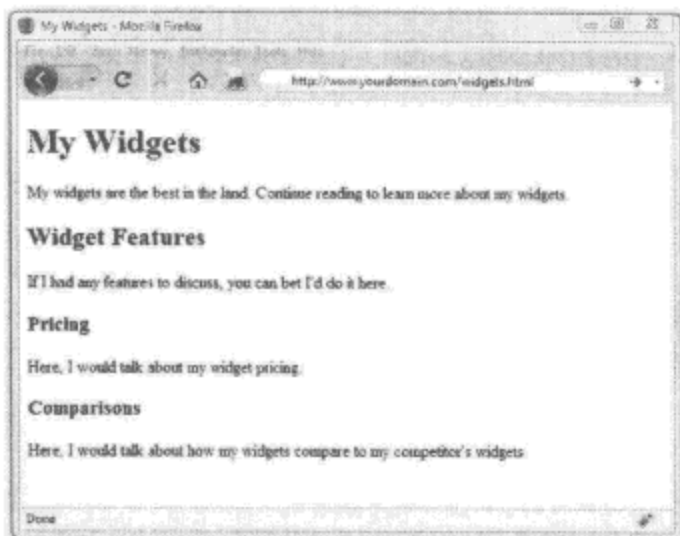 My Widgets - Mozilla Firefox
http://www.yourdomain.com/widgets.html
My Widgets
My widgets are the best in the land. Continue reading to learn more about my widgets.
Widget Features
If I had any features to discuss, you can bet I'd do it here.
Pricing
Here, I would talk about my widget pricing.
Comparisons
Here, I would talk about how my widgets compare to my competitor's widgets
Done